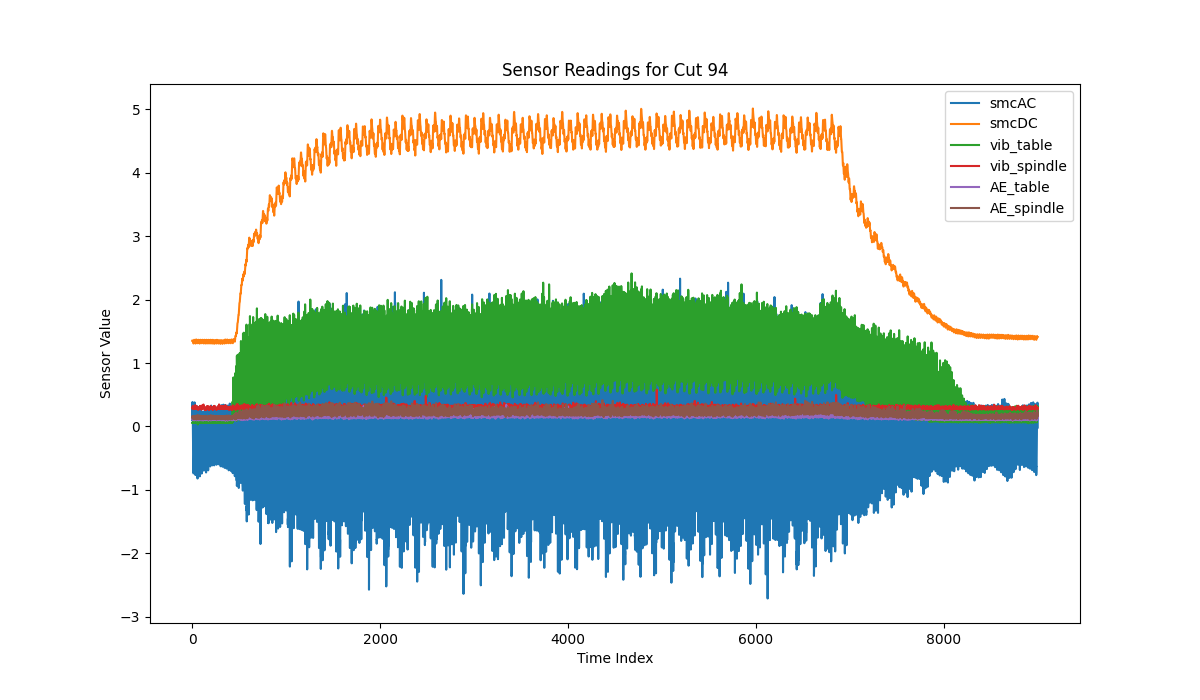 Sensor Readings for Cut 94
smcAC
smcDC
vib_table
vib_spindle
AE_table
AE_spindle
Sensor Value
5
4
3
2
1
0
−1
−2
−3
0 2000 4000 6000 8000
Time Index